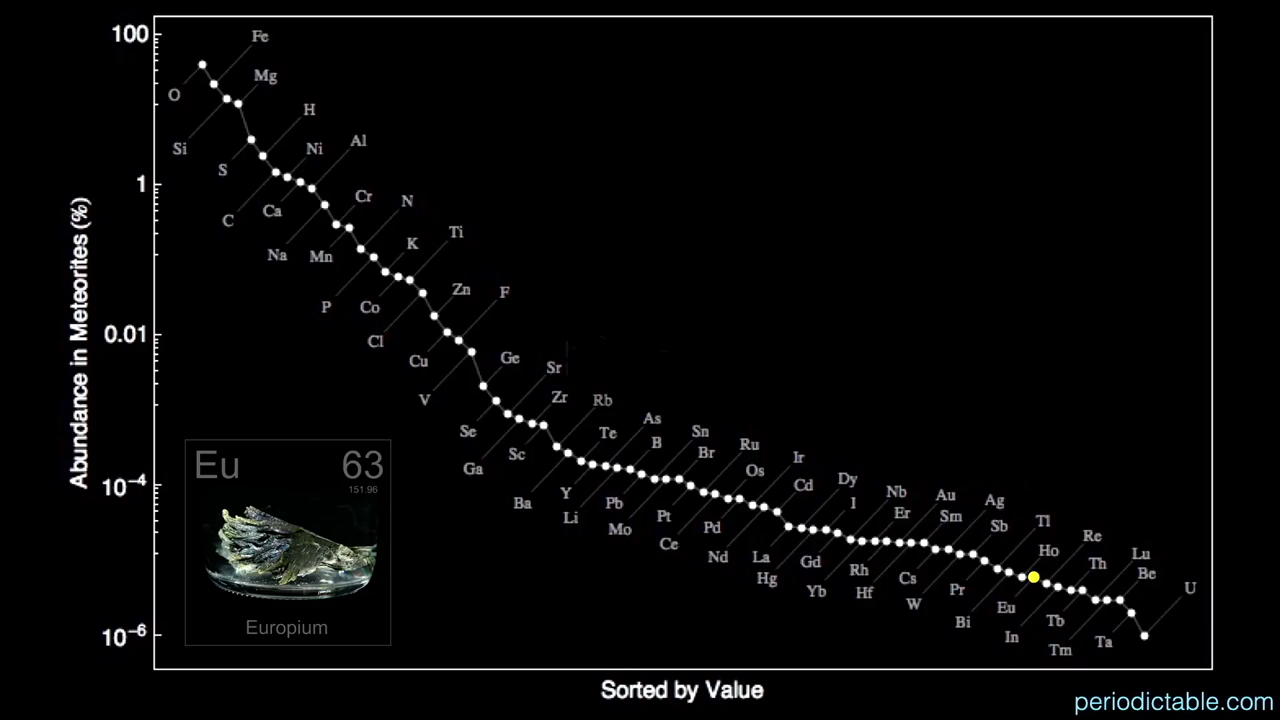 100
Fe
Mg
O
H
Al
Si
Ni
S
1
Cr
N
Ca
C
Ti
K
Na
Mn
Zn
F
P
Co
0.01
Cl
Ge
Cu
Sr
V
Zr
Rb
As
Te
Sn
Se
B
Ru
Br
Sc
Ir
Ga
Os
Dy
Cd
10⁻⁴
Nb
Au
Y
Ag
Ba
Pb
I
Er
Li
Pt
Sm
Tl
Mo
Pd
Sb
Re
Ce
Ho
Lu
Nd
La
Gd
Th
Hg
Rh
Be
Cs
Yb
Hf
Pr
U
W
Eu
Bi
Tb
In
Ta
Tm
10⁻⁶
Abundance in Meteorites (%)
Eu 63
151.96
Europium
Sorted by Value
periodictable.com